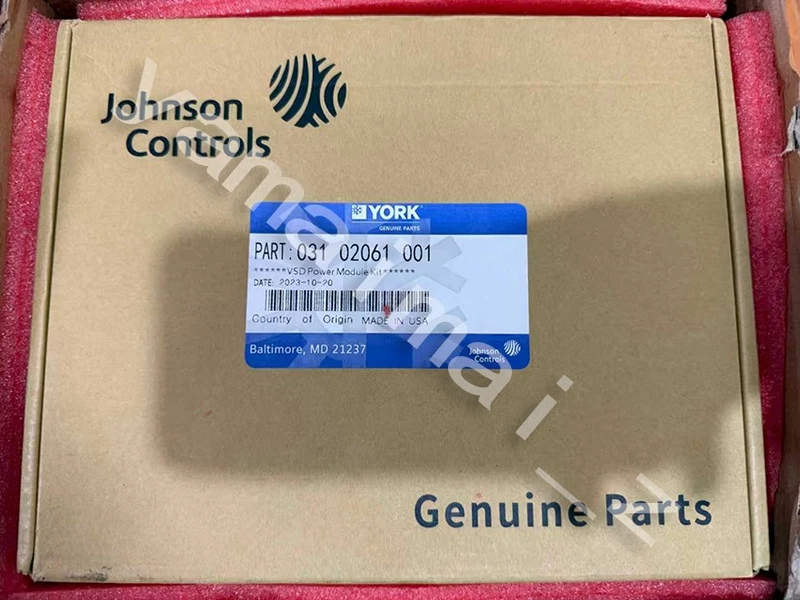 Johnson
Controls
YORK
GENUINE PARTS
PART: 031 02061 001
******VSD Power Module Kit******
DATE: 2023-10-20
Country of Origin MADE IN USA
Baltimore, MD 21237
Johnson
Controls
Genuine Parts
yamatmai_z